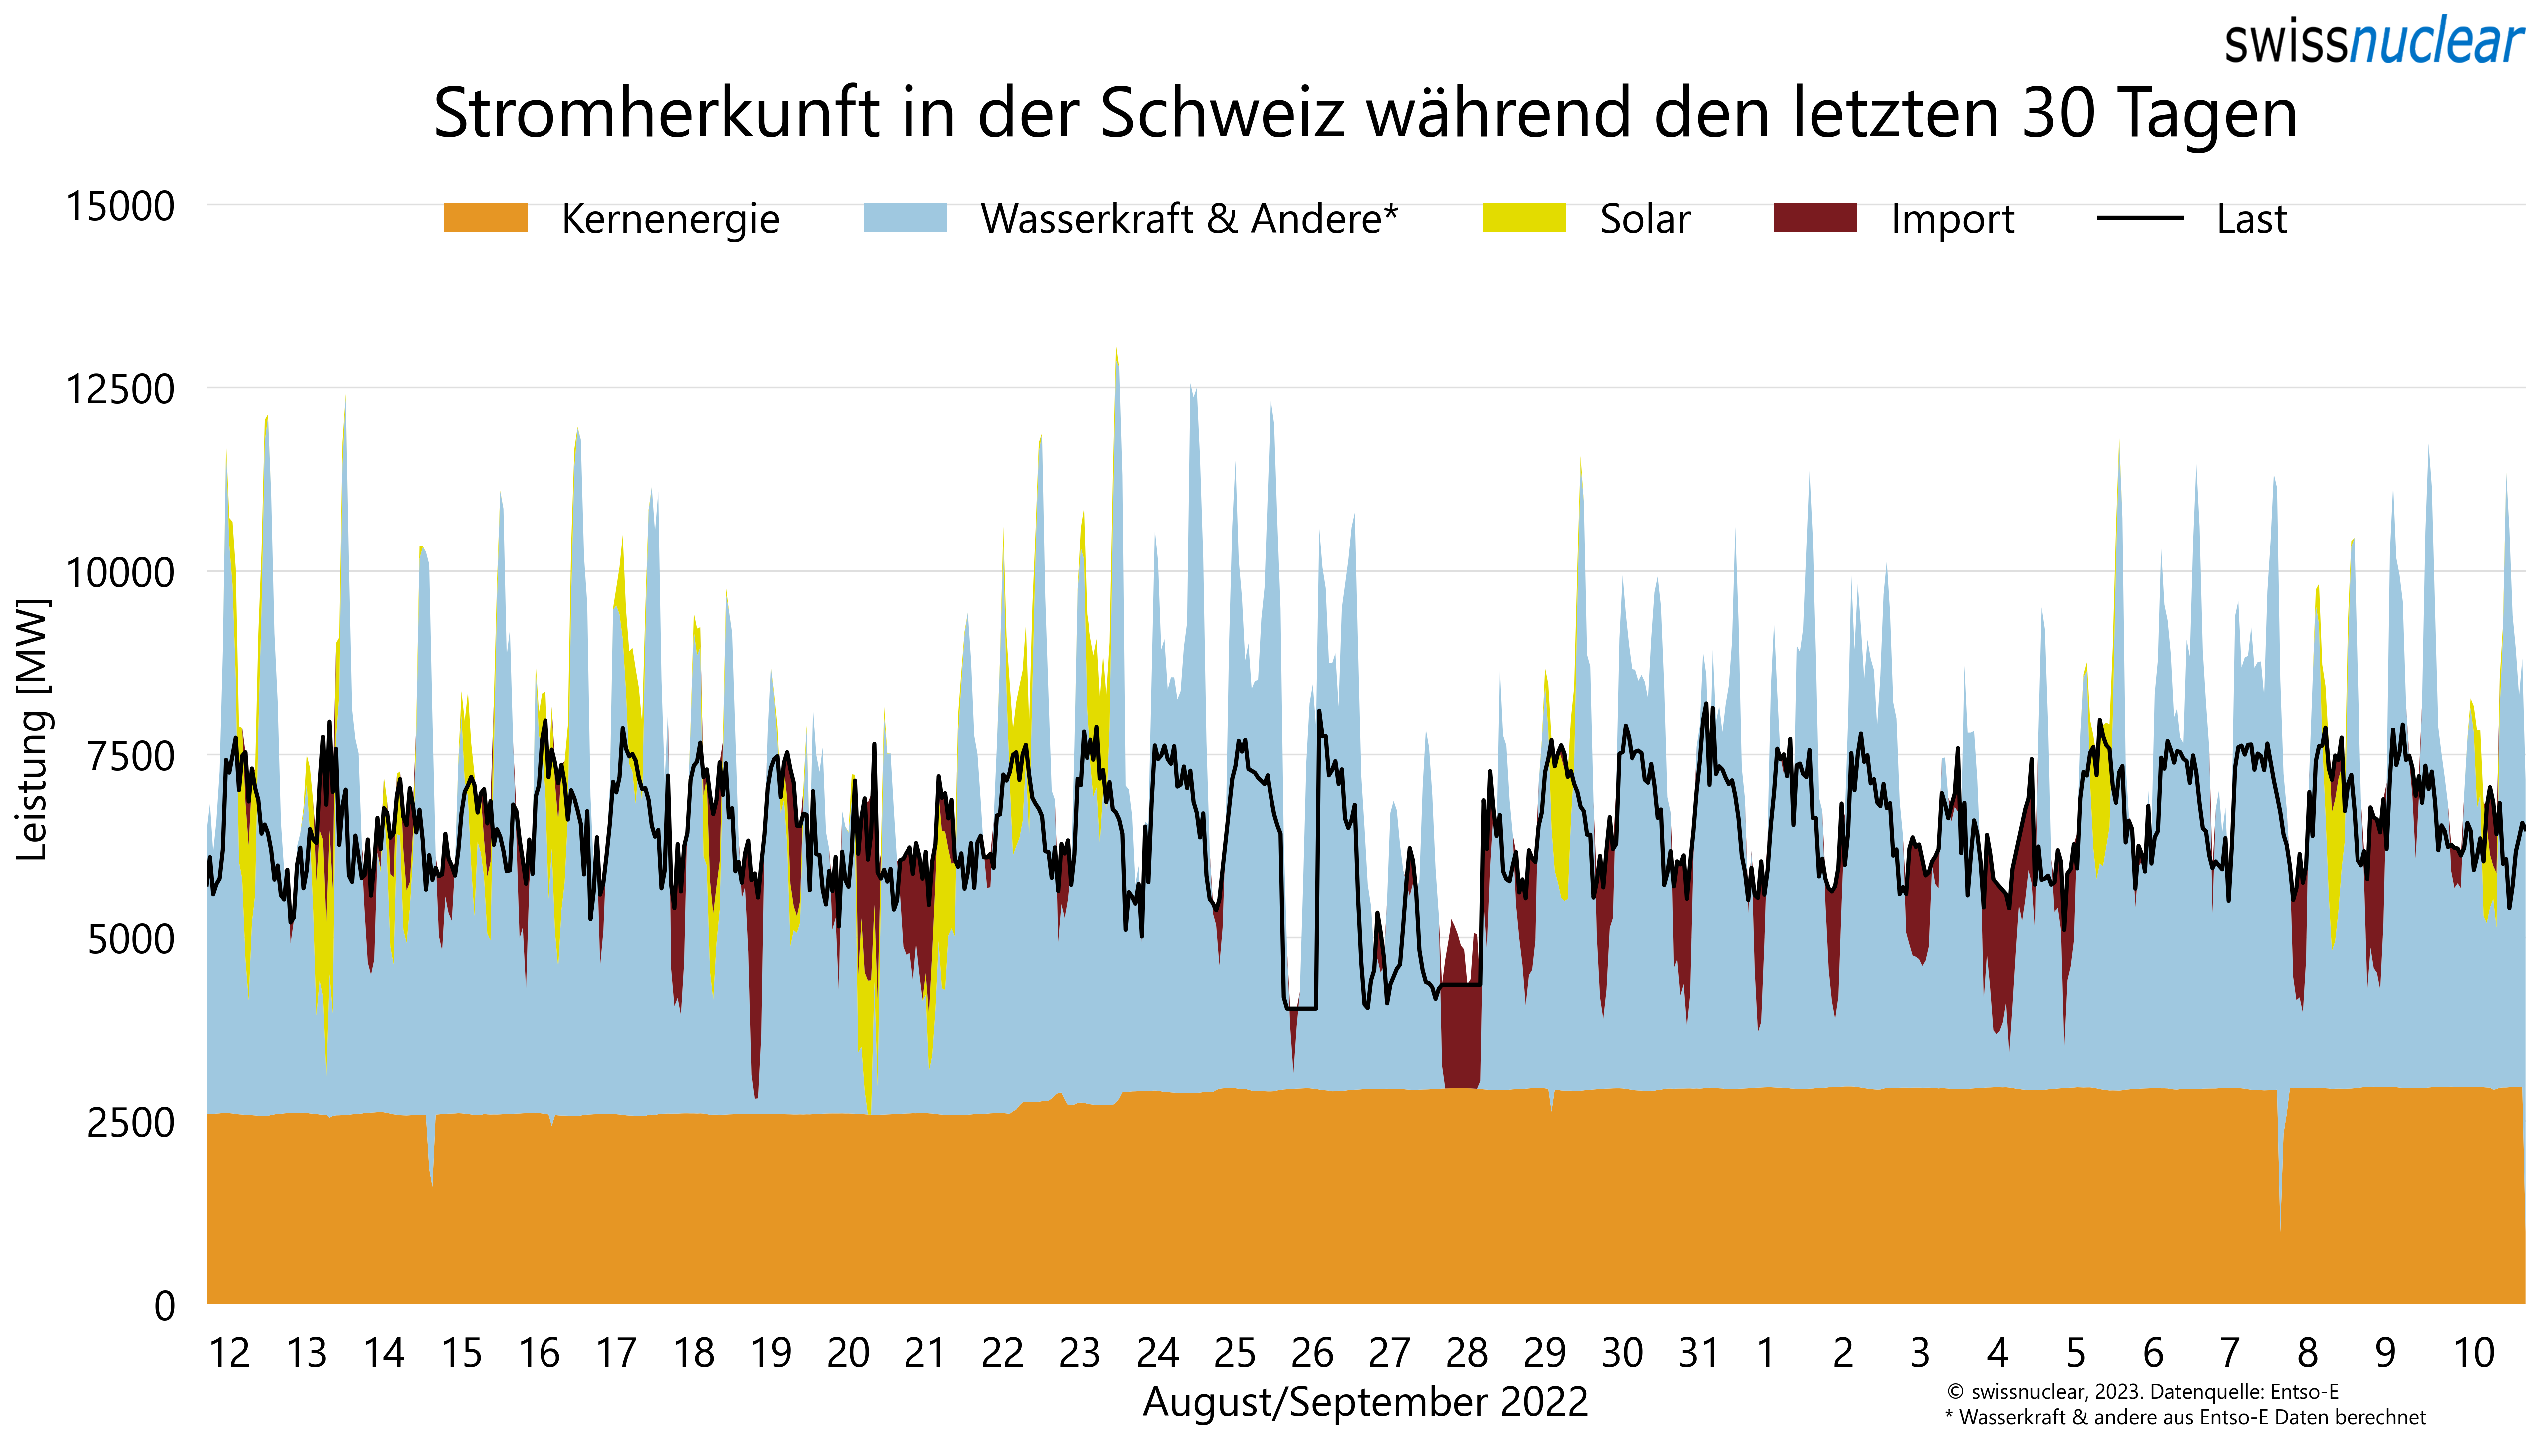 swissnuclear
Stromherkunft in der Schweiz während den letzten 30 Tagen
Kernenergie Wasserkraft & Andere* Solar Import Last
15000
12500
10000
7500
5000
2500
0
Leistung [MW]
12 13 14 15 16 17 18 19 20 21 22 23 24 25 26 27 28 29 30 31 1 2 3 4 5 6 7 8 9 10
August/September 2022
© swissnuclear, 2023. Datenquelle: Entso-E
* Wasserkraft & andere aus Entso-E Daten berechnet